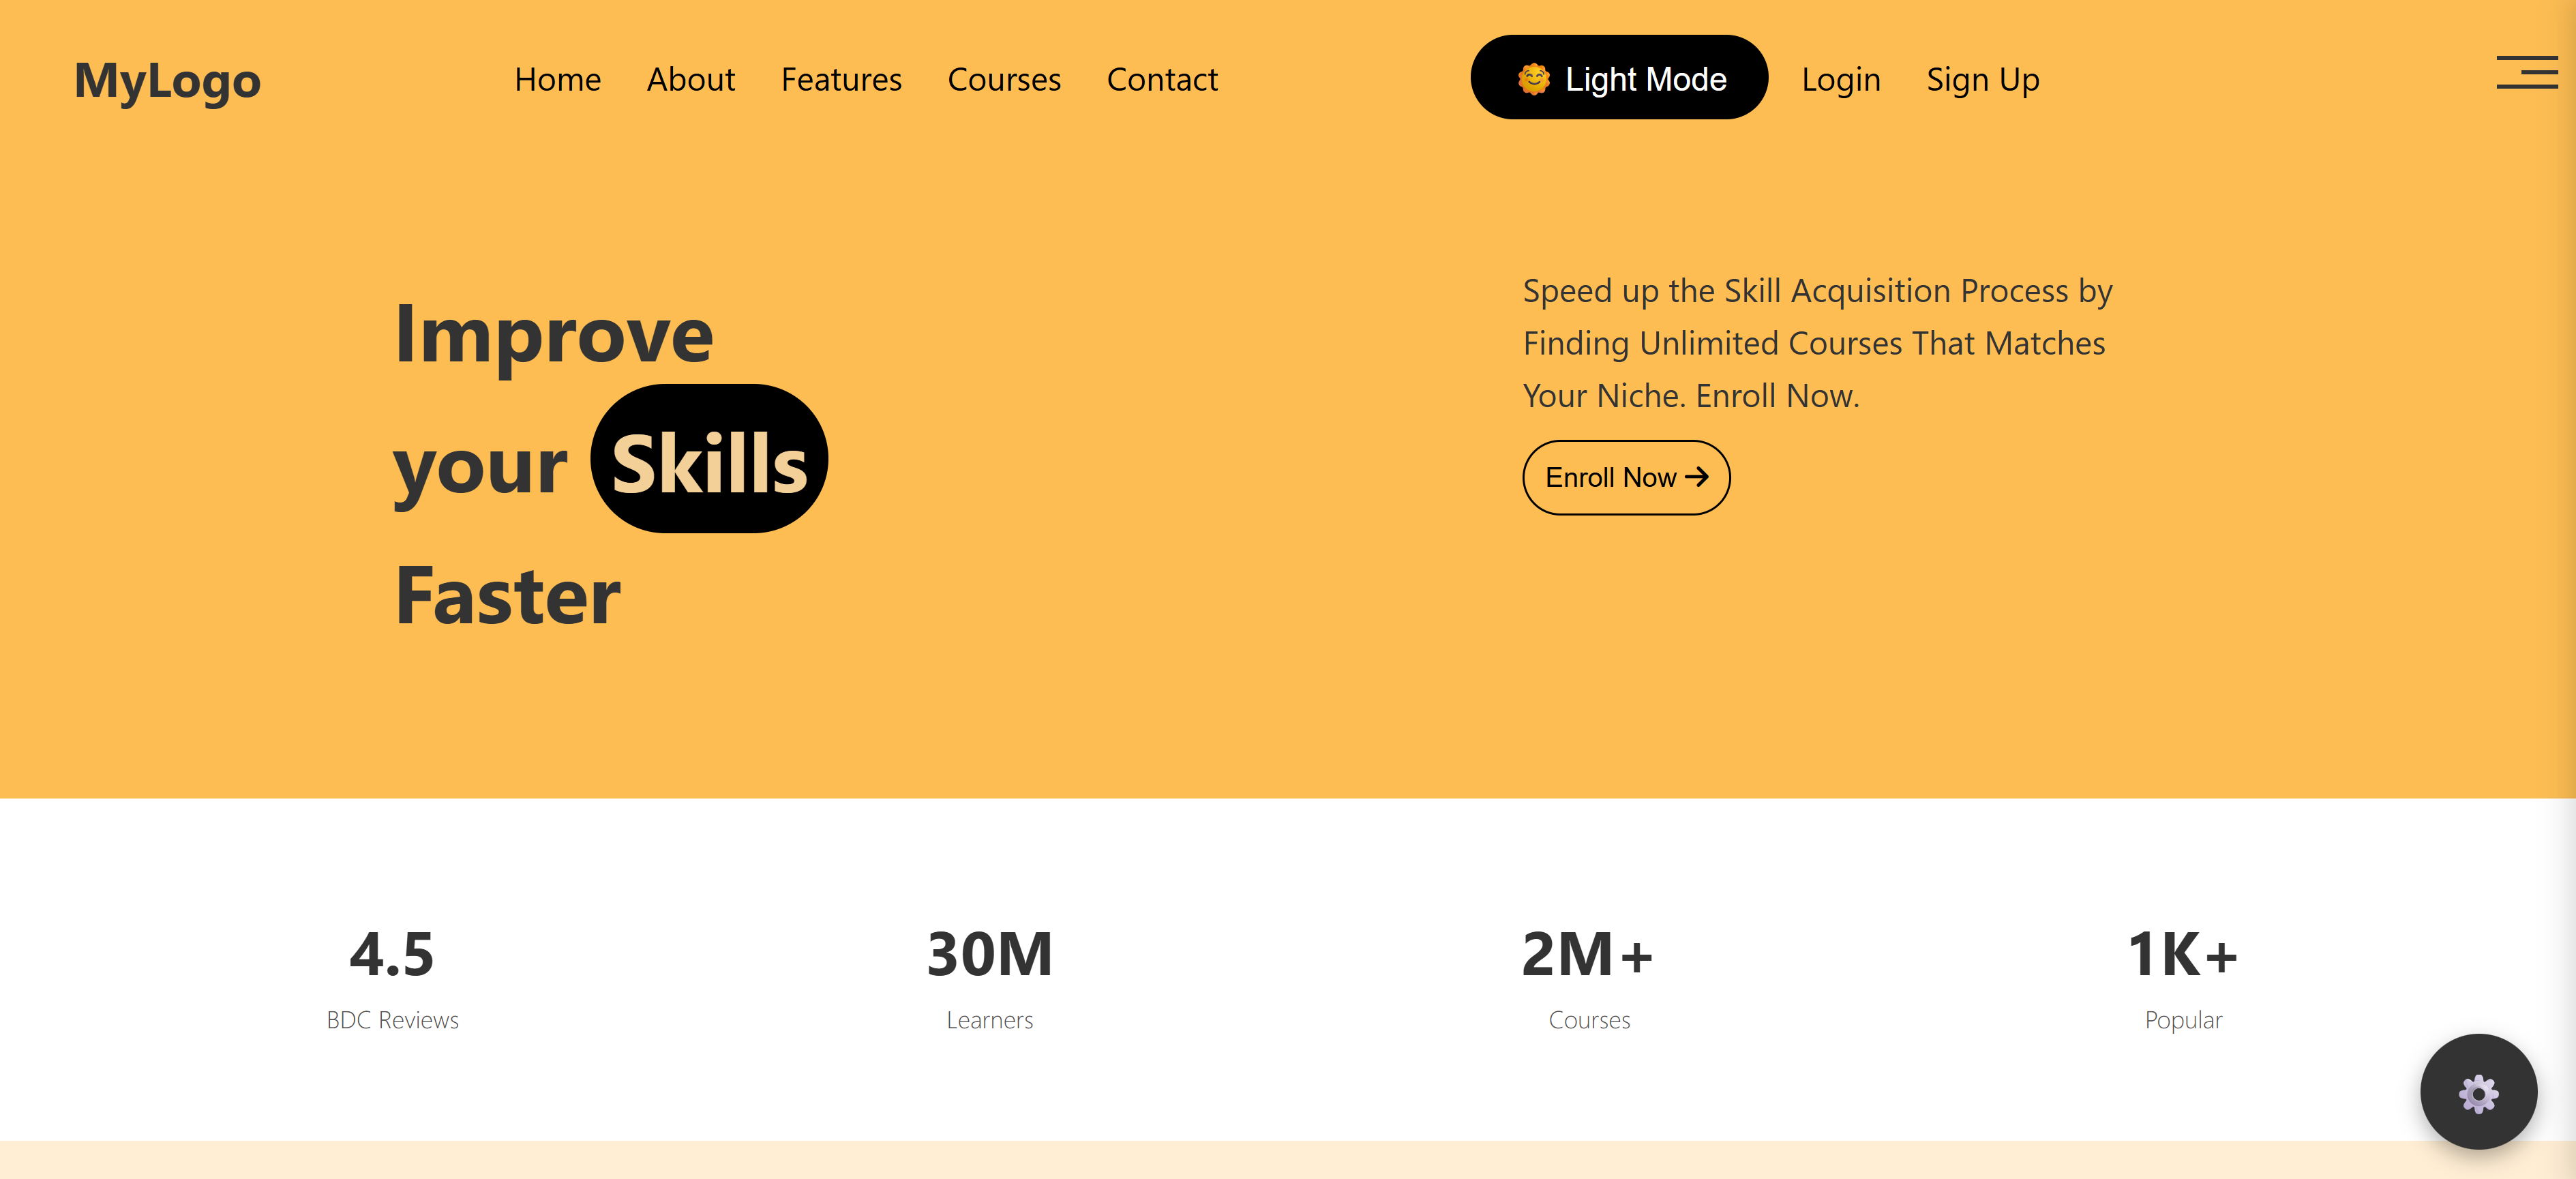 MyLogo
Home About Features Courses Contact
🌞 Light Mode Login Sign Up
Improve
your Skills
Faster
Speed up the Skill Acquisition Process by
Finding Unlimited Courses That Matches
Your Niche. Enroll Now.
Enroll Now →
4.5
BDC Reviews
30M
Learners
2M+
Courses
1K+
Popular